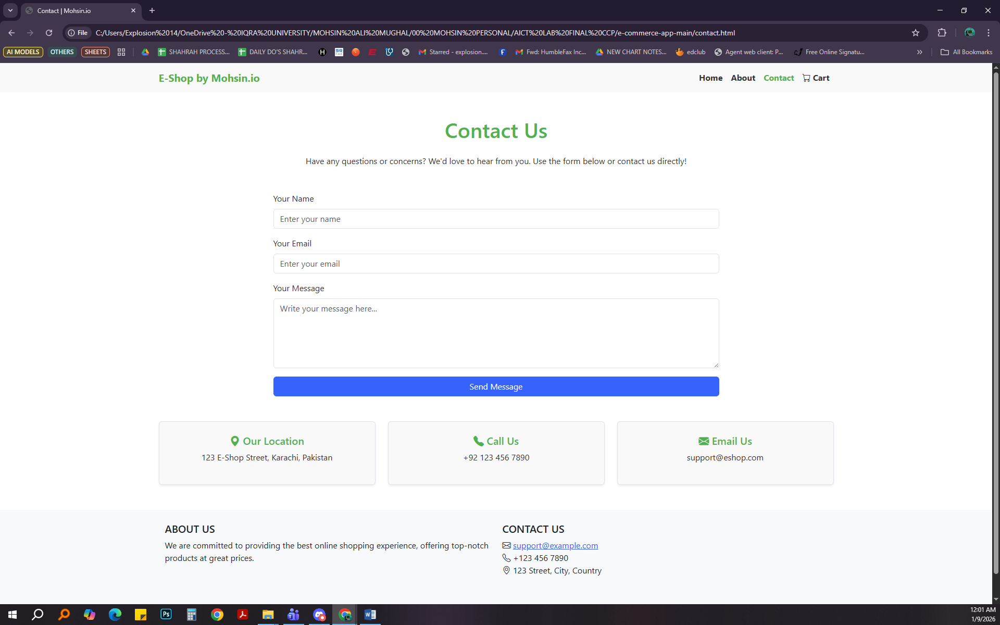 Contact | Mohsin.io
File C:/Users/Explosion%2014/OneDrive%20-%20IQRA%20UNIVERSITY/MOHSIN%20ALI%20MUGHAL/00%20MOHSIN%20PERSONAL/AICT%20LAB%20FINAL%20CCP/e-commerce-app-main/contact.html
AI MODELS OTHERS SHEETS SHAHRAH PROCESS... DAILY DO'S SHAHR... H SR FAX E Starred - explosion.... F Fwd: HumbleFax Inc... NEW CHART NOTES... edclub Agent web client: P... Free Online Signatu... All Bookmarks
E-Shop by Mohsin.io Home About Contact Cart
Contact Us
Have any questions or concerns? We'd love to hear from you. Use the form below or contact us directly!
Your Name
Enter your name
Your Email
Enter your email
Your Message
Write your message here...
Send Message
Our Location
123 E-Shop Street, Karachi, Pakistan
Call Us
+92 123 456 7890
Email Us
support@eshop.com
ABOUT US
We are committed to providing the best online shopping experience, offering top-notch
products at great prices.
CONTACT US
support@example.com
+123 456 7890
123 Street, City, Country
Ps T W
12:01 AM
1/9/2026